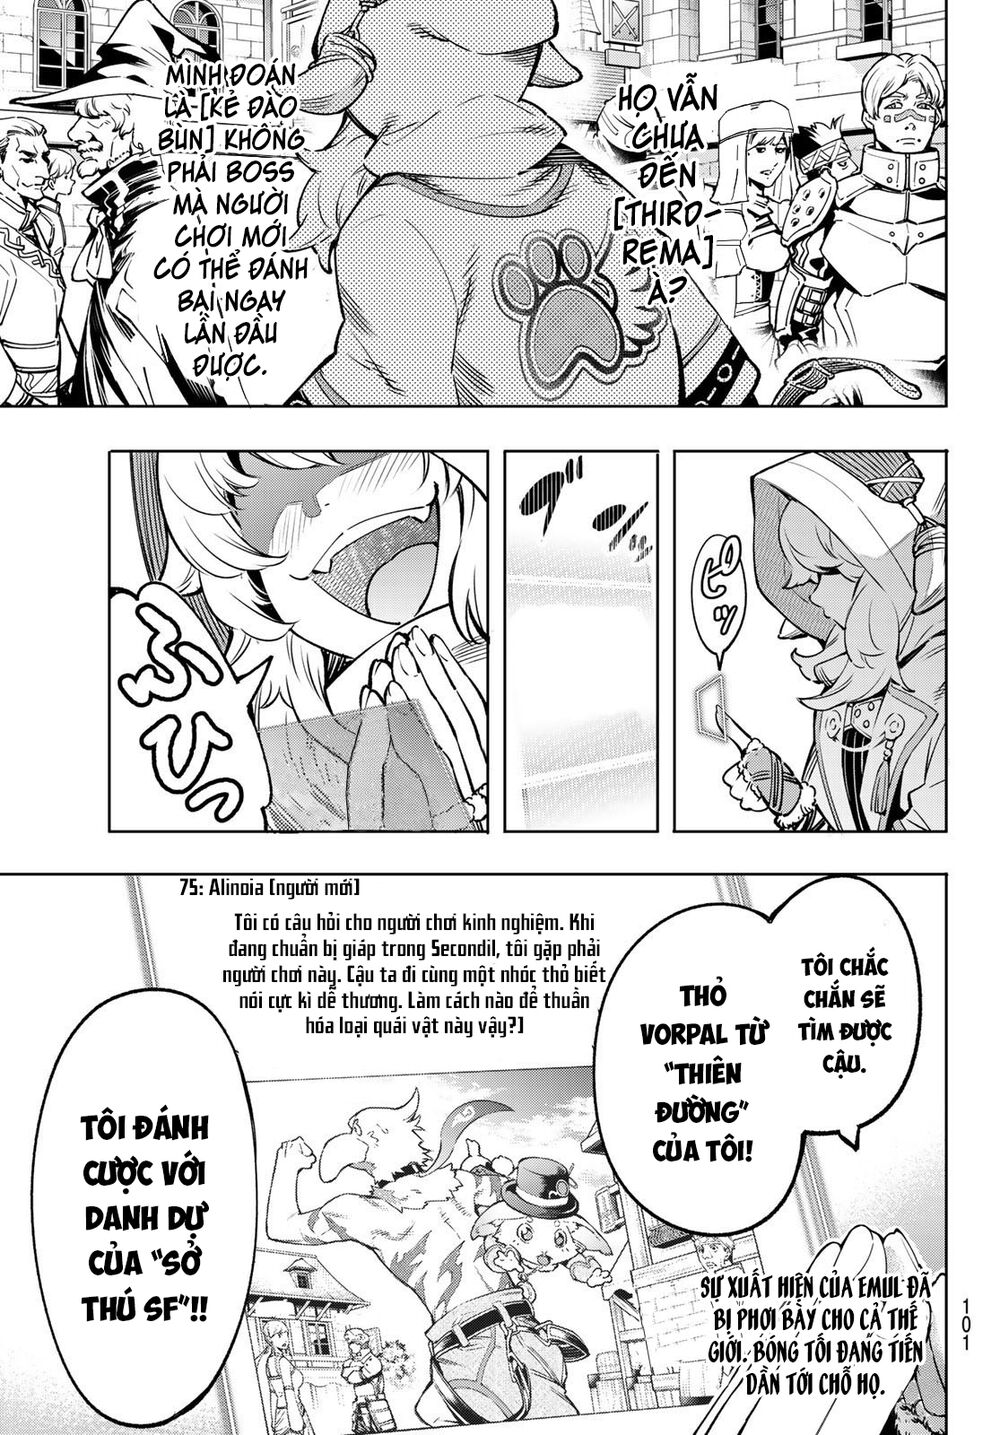 HỌ VẪN
CHƯA
ĐẾN
[THIRD-
REMA]
À?
MÌNH ĐOÁN
LÀ [KẺ ĐÀO
BÙN] KHÔNG
PHẢI BOSS
MÀ NGƯỜI
CHƠI MỚI
CÓ THỂ ĐÁNH
BẠI NGAY
LẦN ĐẦU
ĐƯỢC.
ピロピッ
ズズッ
ふひっ
75: Alinoia [người mới]
Tôi có câu hỏi cho người chơi kinh nghiệm. Khi
đang chuẩn bị giáp trong Secondil, tôi gặp phải
người chơi này. Cậu ta đi cùng một nhóc thỏ biết
nói cực kì dễ thương. Làm cách nào để thuần
hóa loại quái vật này vậy?]
TÔI CHẮC
CHẮN SẼ
TÌM ĐƯỢC
CẬU.
THỎ
VORPAL TỪ
"THIÊN
ĐƯỜNG"
CỦA TÔI!
TÔI ĐÁNH
CƯỢC VỚI
DANH DỰ
CỦA "SỞ
THÚ SF"!!
SỰ XUẤT HIỆN CỦA EMUL ĐÃ
BỊ PHƠI BÀY CHO CẢ THẾ
GIỚI. BÓNG TỐI ĐANG TIẾN
DẦN TỚI CHỖ HỌ.
101